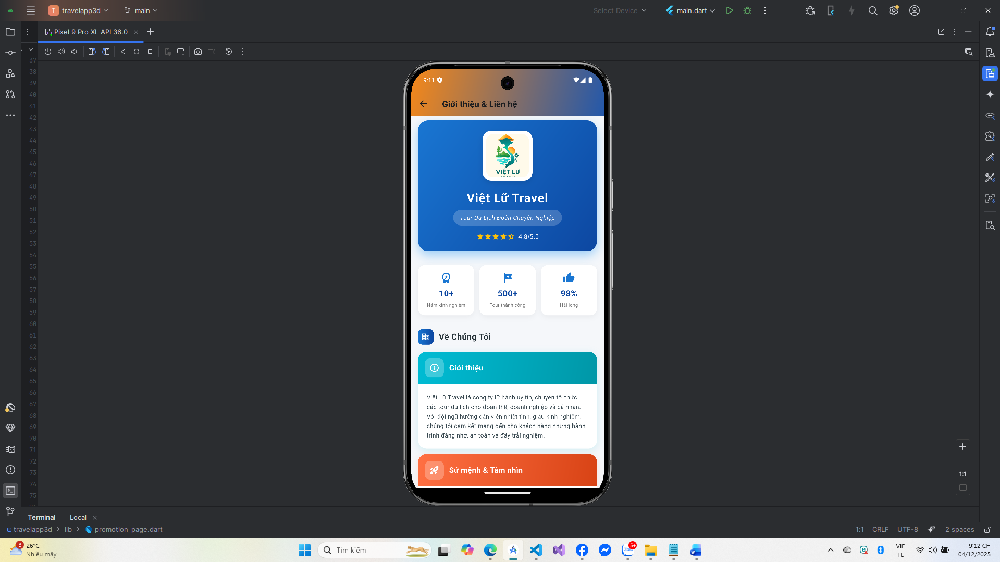 T travelapp3d main Select Device main.dart
Pixel 9 Pro XL API 36.0
37
38
39
40
41
42
43
44
45
46
47
48
49
50
51
52
53
54
55
56
57
58
59
60
61
62
63
64
65
66
67
68
69
70
71
72
73
74
75
9:11
Giới thiệu & Liên hệ
VIỆT LỮ
TRAVEL
Việt Lữ Travel
Tour Du Lịch Đoàn Chuyên Nghiệp
4.8/5.0
10+ 500+ 98%
Năm kinh nghiệm Tour thành công Hài lòng
Về Chúng Tôi
Giới thiệu
Việt Lữ Travel là công ty lữ hành uy tín, chuyên tổ chức
các tour du lịch cho đoàn thể, doanh nghiệp và cá nhân.
Với đội ngũ hướng dẫn viên nhiệt tình, giàu kinh nghiệm,
chúng tôi cam kết mang đến cho khách hàng những hành
trình đáng nhớ, an toàn và đầy trải nghiệm.
Sứ mệnh & Tầm nhìn
1:1
Terminal Local
travelapp3d lib promotion_page.dart 1:1 CRLF UTF-8 2 spaces
3 26°C
Nhiều mây
Tìm kiếm
Zalo 5+
VIE
TL
9:12 CH
04/12/2025